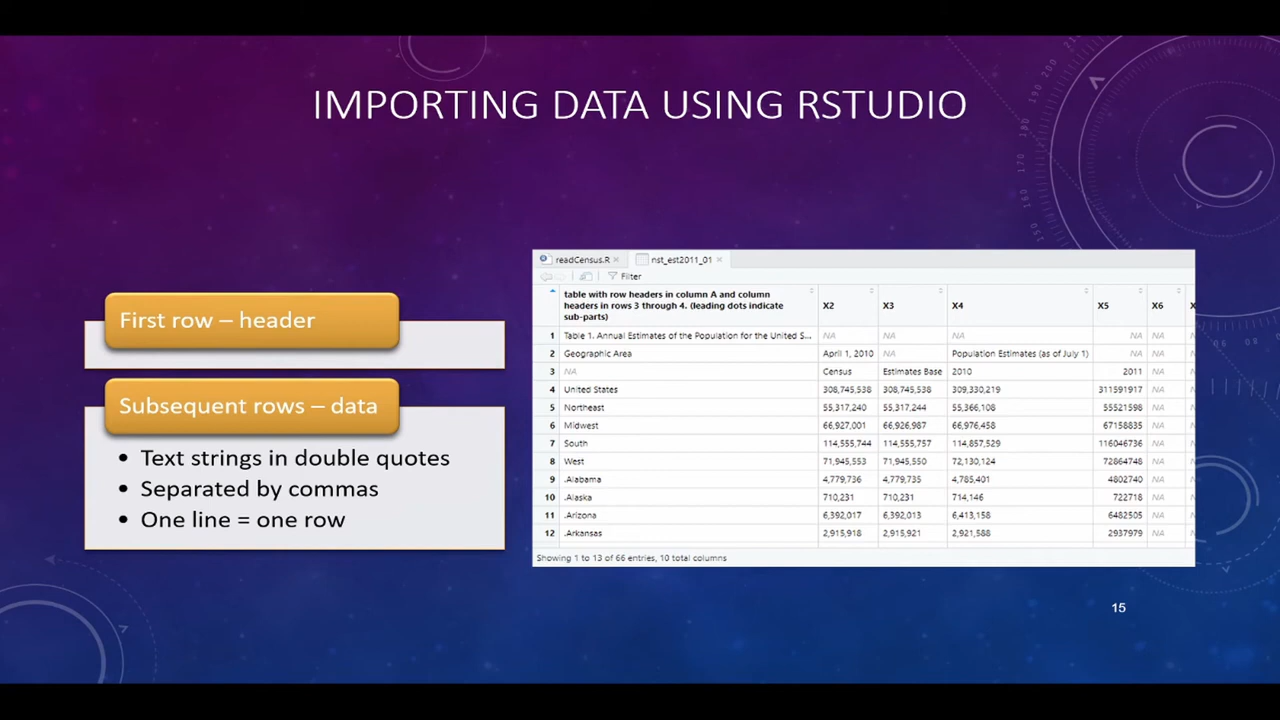 IMPORTING DATA USING RSTUDIO
First row – header
Subsequent rows – data
• Text strings in double quotes
• Separated by commas
• One line = one row
readCensus.R × nst_est2011_01 ×
Filter
table with row headers in column A and column
headers in rows 3 through 4. (leading dots indicate
sub-parts) X2 X3 X4 X5 X6
1 Table 1. Annual Estimates of the Population for the United S... NA NA NA NA NA
2 Geographic Area April 1, 2010 NA Population Estimates (as of July 1) NA NA
3 NA Census Estimates Base 2010 2011 NA
4 United States 308,745,538 308,745,538 309,330,219 311591917 NA
5 Northeast 55,317,240 55,317,244 55,366,108 55521598 NA
6 Midwest 66,927,001 66,926,987 66,976,458 67158835 NA
7 South 114,555,744 114,555,757 114,857,529 116046736 NA
8 West 71,945,553 71,945,550 72,130,124 72864748 NA
9 .Alabama 4,779,736 4,779,735 4,785,401 4802740 NA
10 .Alaska 710,231 710,231 714,146 722718 NA
11 .Arizona 6,392,017 6,392,013 6,413,158 6482505 NA
12 .Arkansas 2,915,918 2,915,921 2,921,588 2937979 NA
Showing 1 to 13 of 66 entries, 10 total columns
15
170
160
150